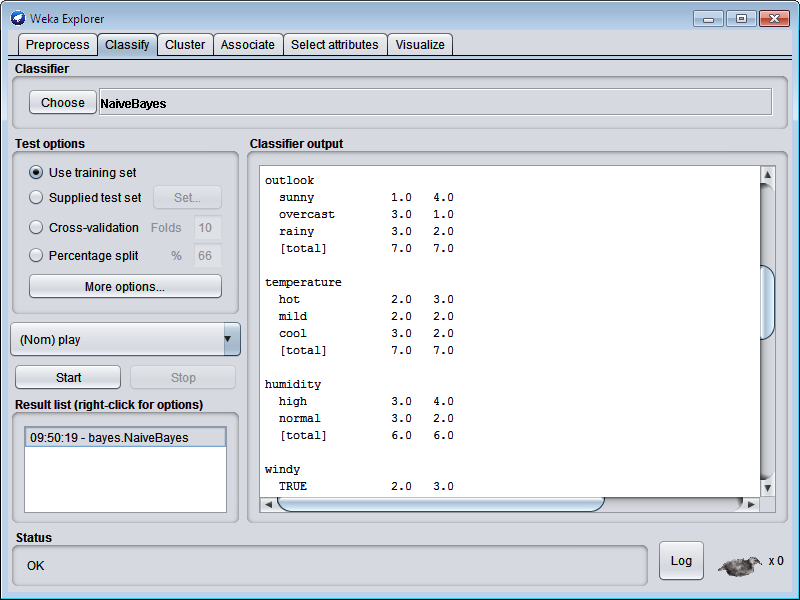 Weka Explorer
Preprocess Classify Cluster Associate Select attributes Visualize
Classifier
Choose NaiveBayes
Test options
Use training set
Supplied test set Set...
Cross-validation Folds 10
Percentage split % 66
More options...
(Nom) play
Start Stop
Result list (right-click for options)
09:50:19 - bayes.NaiveBayes
Classifier output
outlook
sunny 1.0 4.0
overcast 3.0 1.0
rainy 3.0 2.0
[total] 7.0 7.0
temperature
hot 2.0 3.0
mild 2.0 2.0
cool 3.0 2.0
[total] 7.0 7.0
humidity
high 3.0 4.0
normal 3.0 2.0
[total] 6.0 6.0
windy
TRUE 2.0 3.0
Status
OK
Log
x 0